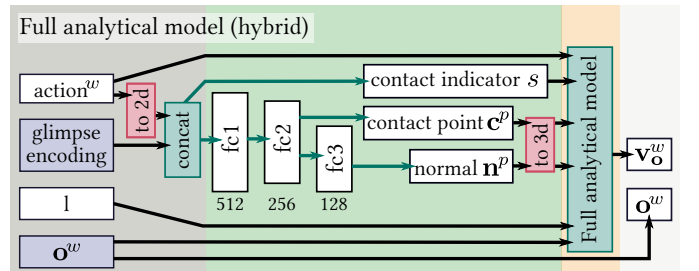 Full analytical model (hybrid)
action^w
to 2d
concat
glimpse
encoding
l
o^w
fc1
512
fc2
256
fc3
128
contact indicator s
contact point c^p
normal n^p
to 3d
Full analytical model
v_o^w
o^w